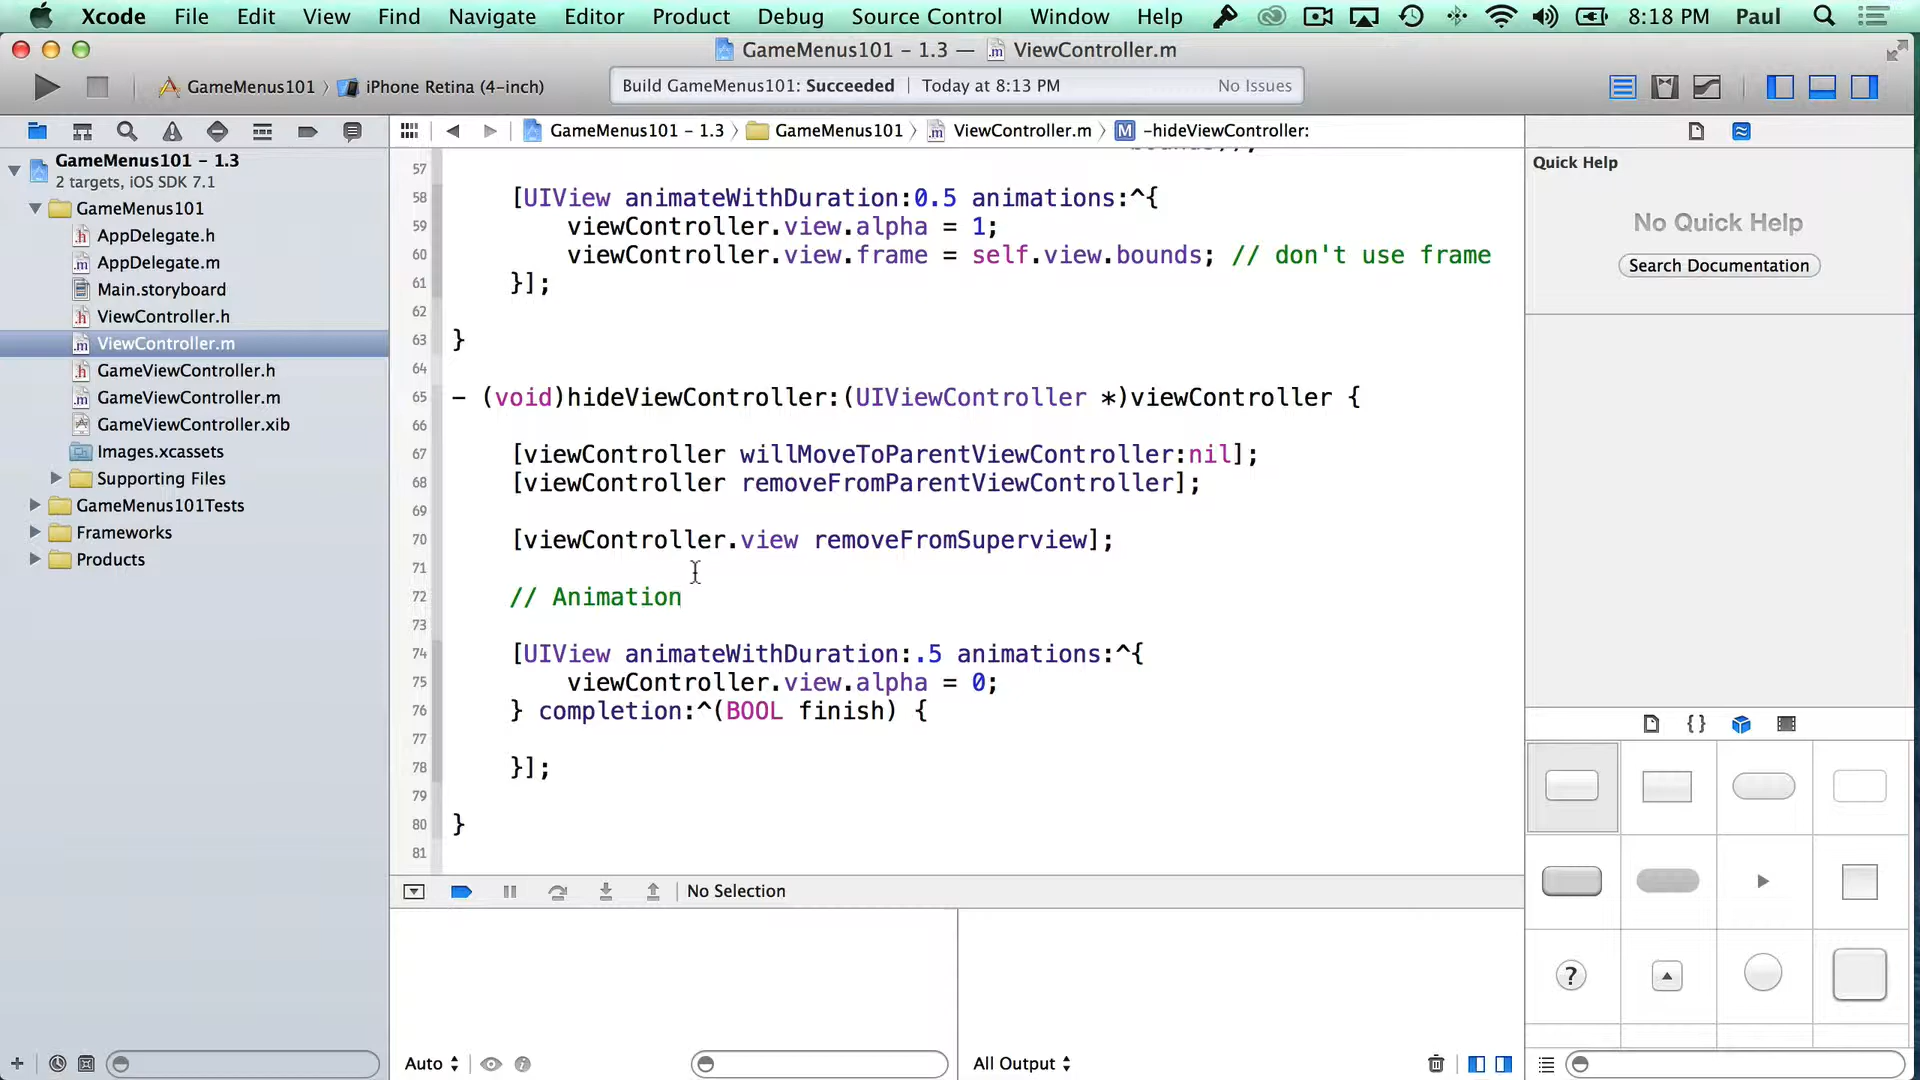 Xcode File Edit View Find Navigate Editor Product Debug Source Control Window Help 8:18 PM Paul
GameMenus101 - 1.3 — ViewController.m
GameMenus101 iPhone Retina (4-inch)
Build GameMenus101: Succeeded | Today at 8:13 PM No Issues
GameMenus101 - 1.3 GameMenus101 ViewController.m M -hideViewController:
GameMenus101 - 1.3
2 targets, iOS SDK 7.1
GameMenus101
AppDelegate.h
AppDelegate.m
Main.storyboard
ViewController.h
ViewController.m
GameViewController.h
GameViewController.m
GameViewController.xib
Images.xcassets
Supporting Files
GameMenus101Tests
Frameworks
Products
57
58 [UIView animateWithDuration:0.5 animations:^{
59 viewController.view.alpha = 1;
60 viewController.view.frame = self.view.bounds; // don't use frame
61 }];
62
63 }
64
65 - (void)hideViewController:(UIViewController *)viewController {
66
67 [viewController willMoveToParentViewController:nil];
68 [viewController removeFromParentViewController];
69
70 [viewController.view removeFromSuperview];
71
72 // Animation
73
74 [UIView animateWithDuration:.5 animations:^{
75 viewController.view.alpha = 0;
76 } completion:^(BOOL finish) {
77
78 }];
79
80 }
81
No Selection
Auto
All Output
Quick Help
No Quick Help
Search Documentation
{ }
?